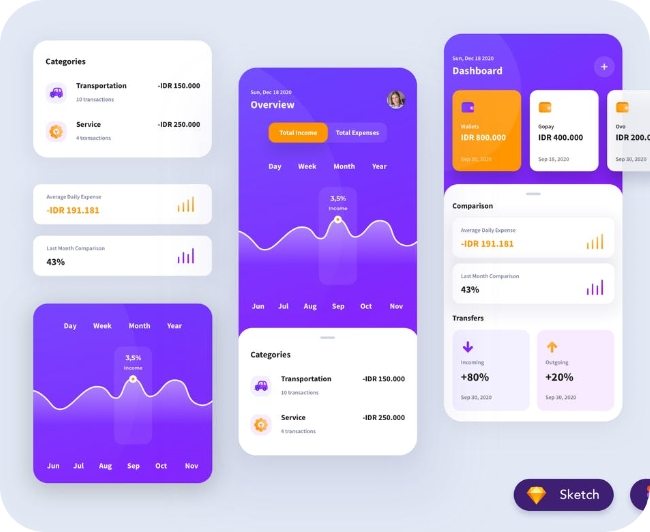 Categories
Transportation -IDR 150.000
10 transactions
Service -IDR 250.000
4 transactions
Average Daily Expense
-IDR 191.181
Last Month Comparison
43%
Day Week Month Year
3,5%
Income
Jun Jul Aug Sep Oct Nov
Sun, Dec 18 2020
Overview
Total Income Total Expenses
Day Week Month Year
3,5%
Income
Jun Jul Aug Sep Oct Nov
Categories
Transportation -IDR 150.000
10 transactions
Service -IDR 250.000
4 transactions
Sun, Dec 18 2020
Dashboard
+
Wallets Gopay Ovo
IDR 800.000 IDR 400.000 IDR 200.0
Sep 30, 2020 Sep 19, 2020 Sep 30, 2020
Comparison
Average Daily Expense
-IDR 191.181
Last Month Comparison
43%
Transfers
Incoming Outgoing
+80% +20%
Sep 30, 2020 Sep 30, 2020
Sketch